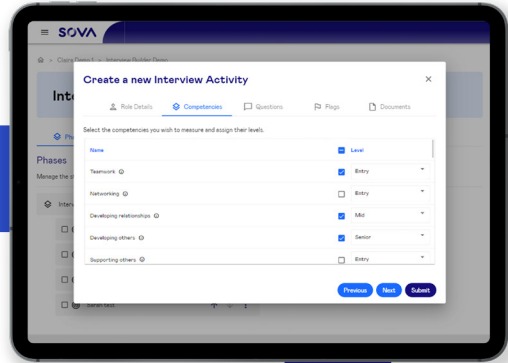 SOVA
Create a new Interview Activity
Role Details
Competencies
Questions
Flags
Documents
Select the competencies you wish to measure and assign their levels.
Name Level
Teamwork Entry
Networking Entry
Developing relationships Mid
Developing others Senior
Supporting others Entry
Previous Next Submit
Phases
Manage the